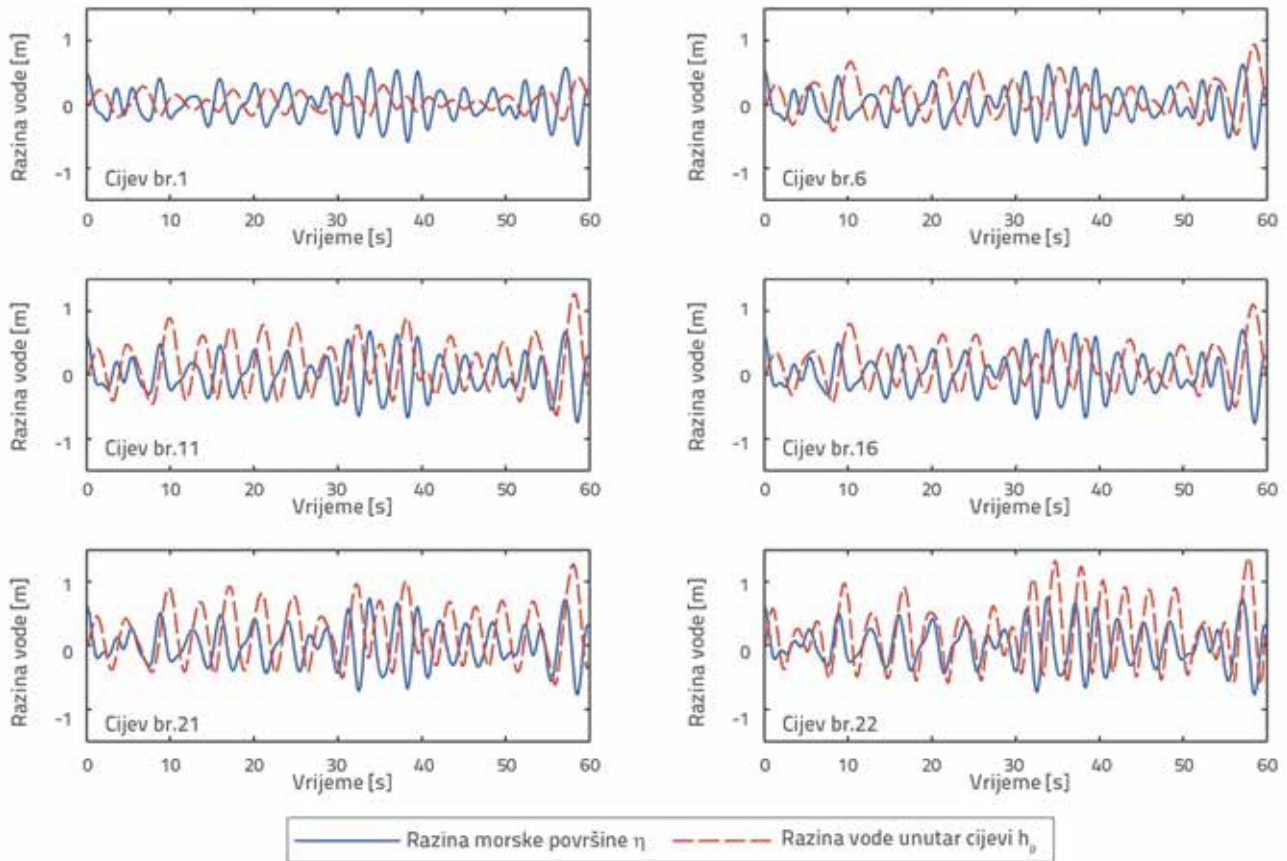 Razina vode [m]
1
0
-1
Cijev br.1
0 10 20 30 40 50 60
Vrijeme [s]
Razina vode [m]
1
0
-1
Cijev br.6
0 10 20 30 40 50 60
Vrijeme [s]
Razina vode [m]
1
0
-1
Cijev br.11
0 10 20 30 40 50 60
Vrijeme [s]
Razina vode [m]
1
0
-1
Cijev br.16
0 10 20 30 40 50 60
Vrijeme [s]
Razina vode [m]
1
0
-1
Cijev br.21
0 10 20 30 40 50 60
Vrijeme [s]
Razina vode [m]
1
0
-1
Cijev br.22
0 10 20 30 40 50 60
Vrijeme [s]
Razina morske površine η Razina vode unutar cijevi hₚ